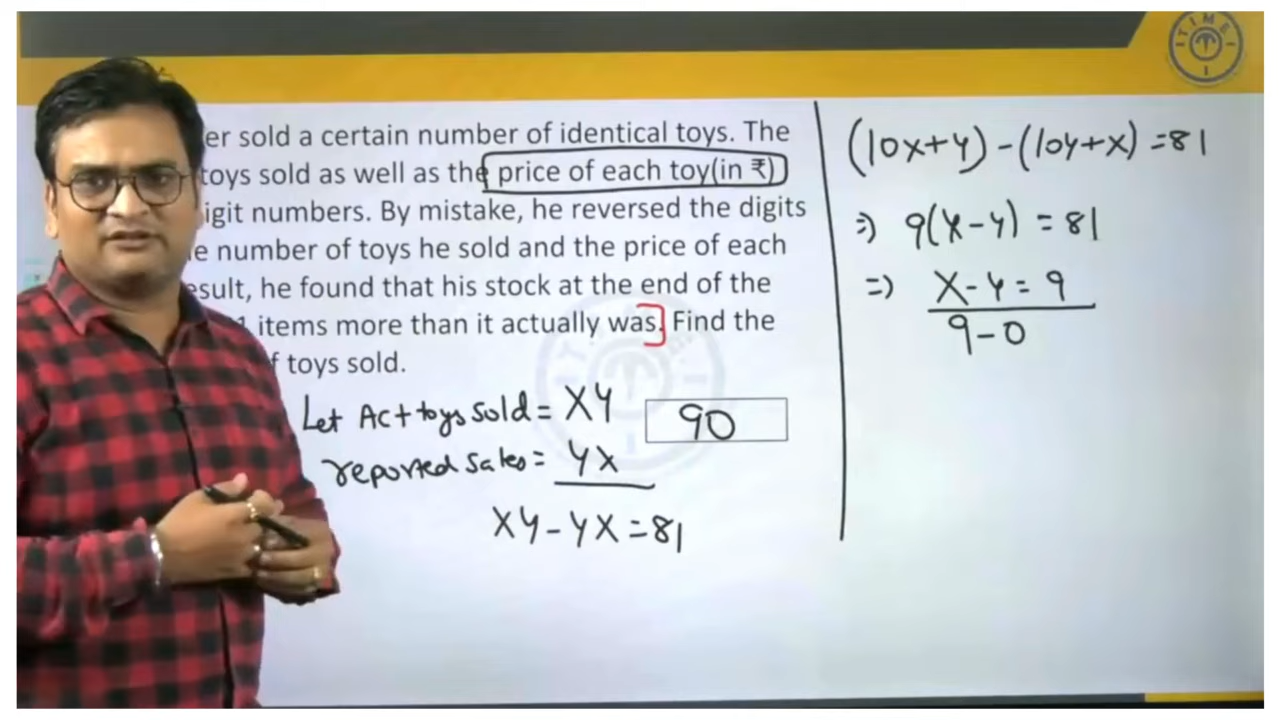 er sold a certain number of identical toys. The
toys sold as well as the price of each toy(in ₹)
igit numbers. By mistake, he reversed the digits
e number of toys he sold and the price of each
esult, he found that his stock at the end of the
1 items more than it actually was. Find the
f toys sold.
Let Act toys sold = XY
90
reported sales = YX
XY - YX = 81
(10x+y) - (10y+x) = 81
⇒ 9(x-y) = 81
⇒ x-y = 9
9-0
TIME